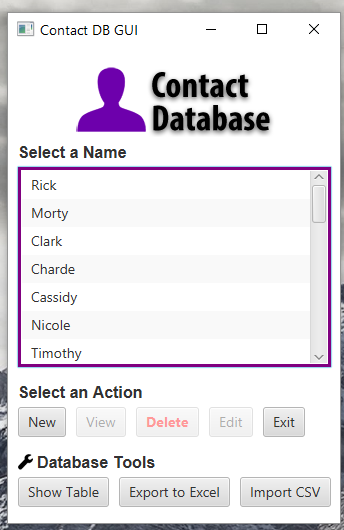 Contact DB GUI
Contact
Database
Select a Name
Rick
Morty
Clark
Charde
Cassidy
Nicole
Timothy
Select an Action
New View Delete Edit Exit
Database Tools
Show Table Export to Excel Import CSV